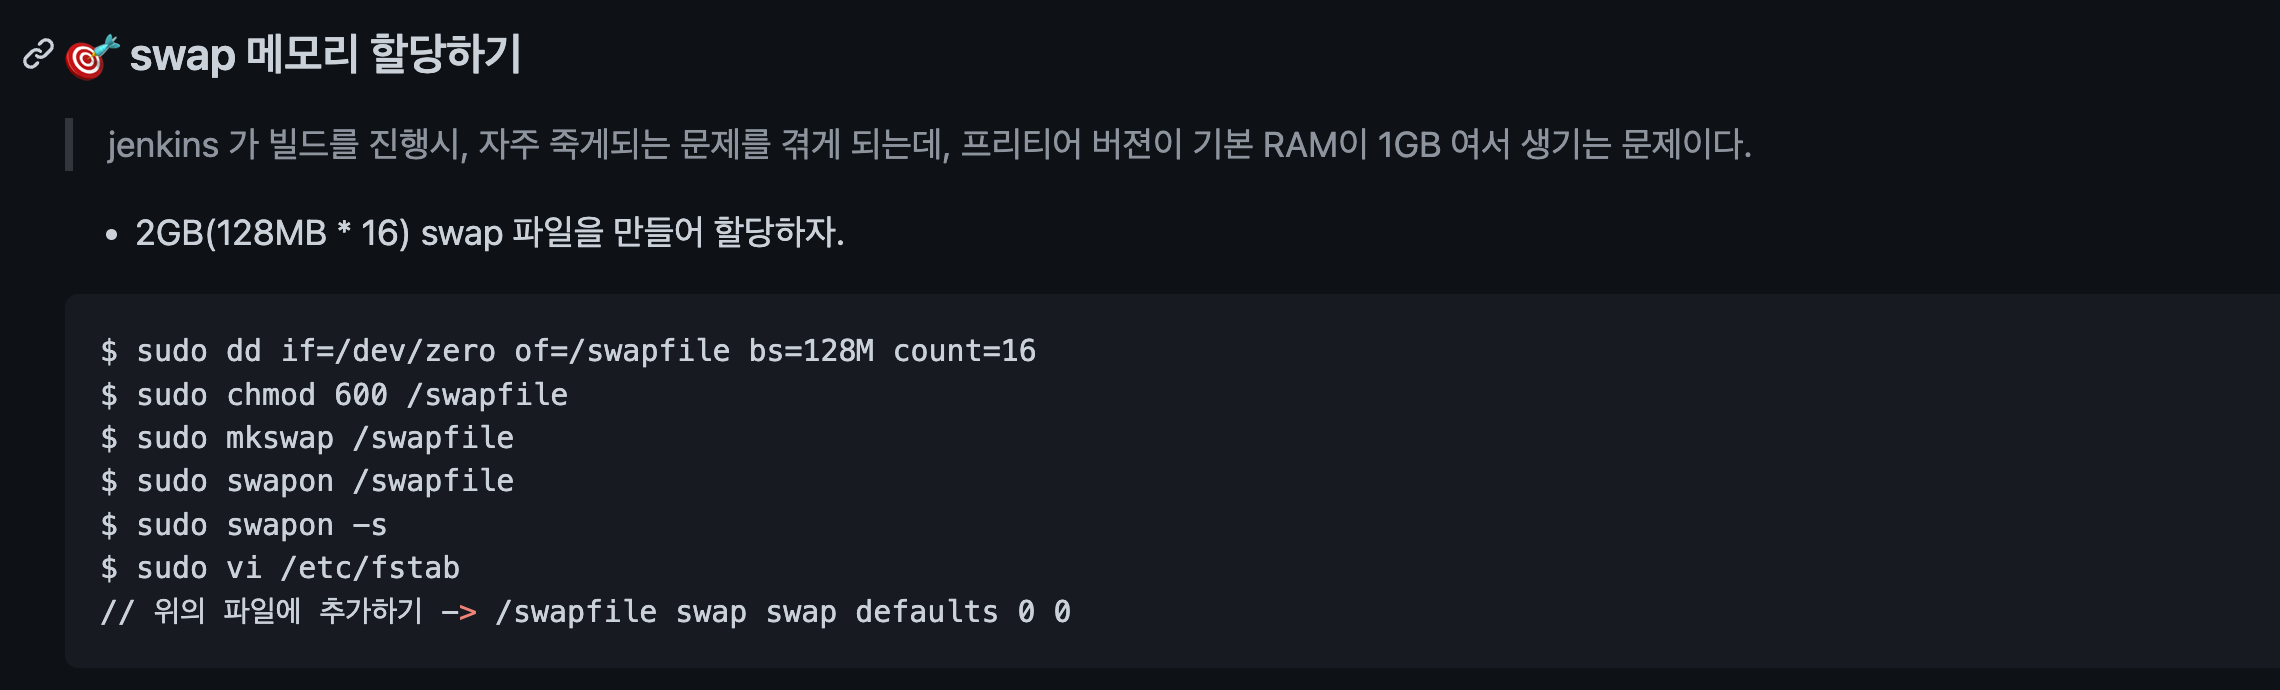 🎯 swap 메모리 할당하기
jenkins 가 빌드를 진행시, 자주 죽게되는 문제를 겪게 되는데, 프리티어 버젼이 기본 RAM이 1GB 여서 생기는 문제이다.
• 2GB(128MB * 16) swap 파일을 만들어 할당하자.
$ sudo dd if=/dev/zero of=/swapfile bs=128M count=16
$ sudo chmod 600 /swapfile
$ sudo mkswap /swapfile
$ sudo swapon /swapfile
$ sudo swapon -s
$ sudo vi /etc/fstab
// 위의 파일에 추가하기 -> /swapfile swap swap defaults 0 0